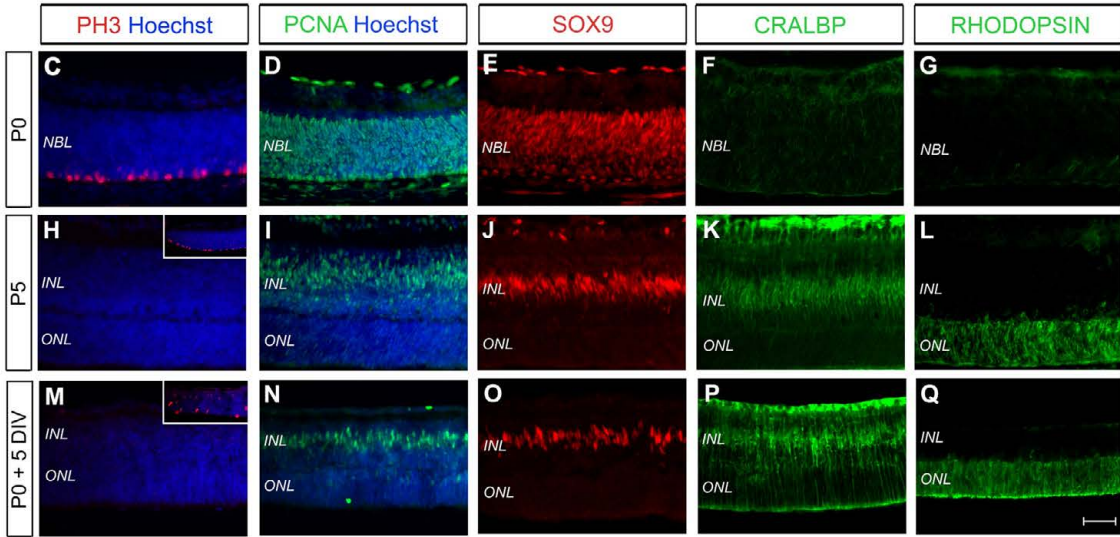 PH3 Hoechst
PCNA Hoechst
SOX9
CRALBP
RHODOPSIN
P0
C
NBL
D
NBL
E
NBL
F
NBL
G
NBL
P5
H
INL
ONL
I
INL
ONL
J
INL
ONL
K
INL
ONL
L
INL
ONL
P0 + 5 DIV
M
INL
ONL
N
INL
ONL
O
INL
ONL
P
INL
ONL
Q
INL
ONL